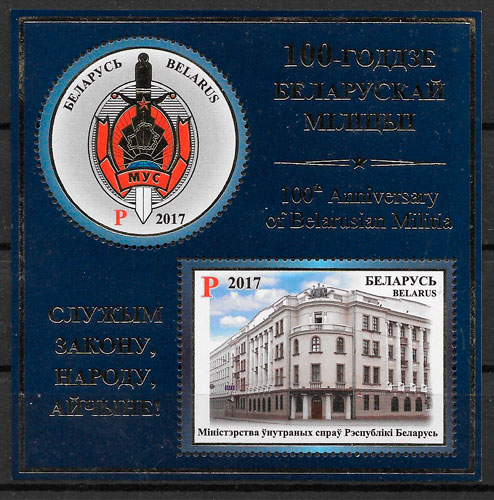 БЕЛАРУСЬ BELARUS
МУС
P 2017
100-ГОДДЗЕ
БЕЛАРУСКАЙ
МІЛІЦЫІ
100th Anniversary
of Belarusian Militia
СЛУЖЫМ
ЗАКОНУ,
НАРОДУ,
АЙЧЫНЕ!
P 2017
БЕЛАРУСЬ
BELARUS
Міністэрства ўнутраных спраў Рэспублікі Беларусь